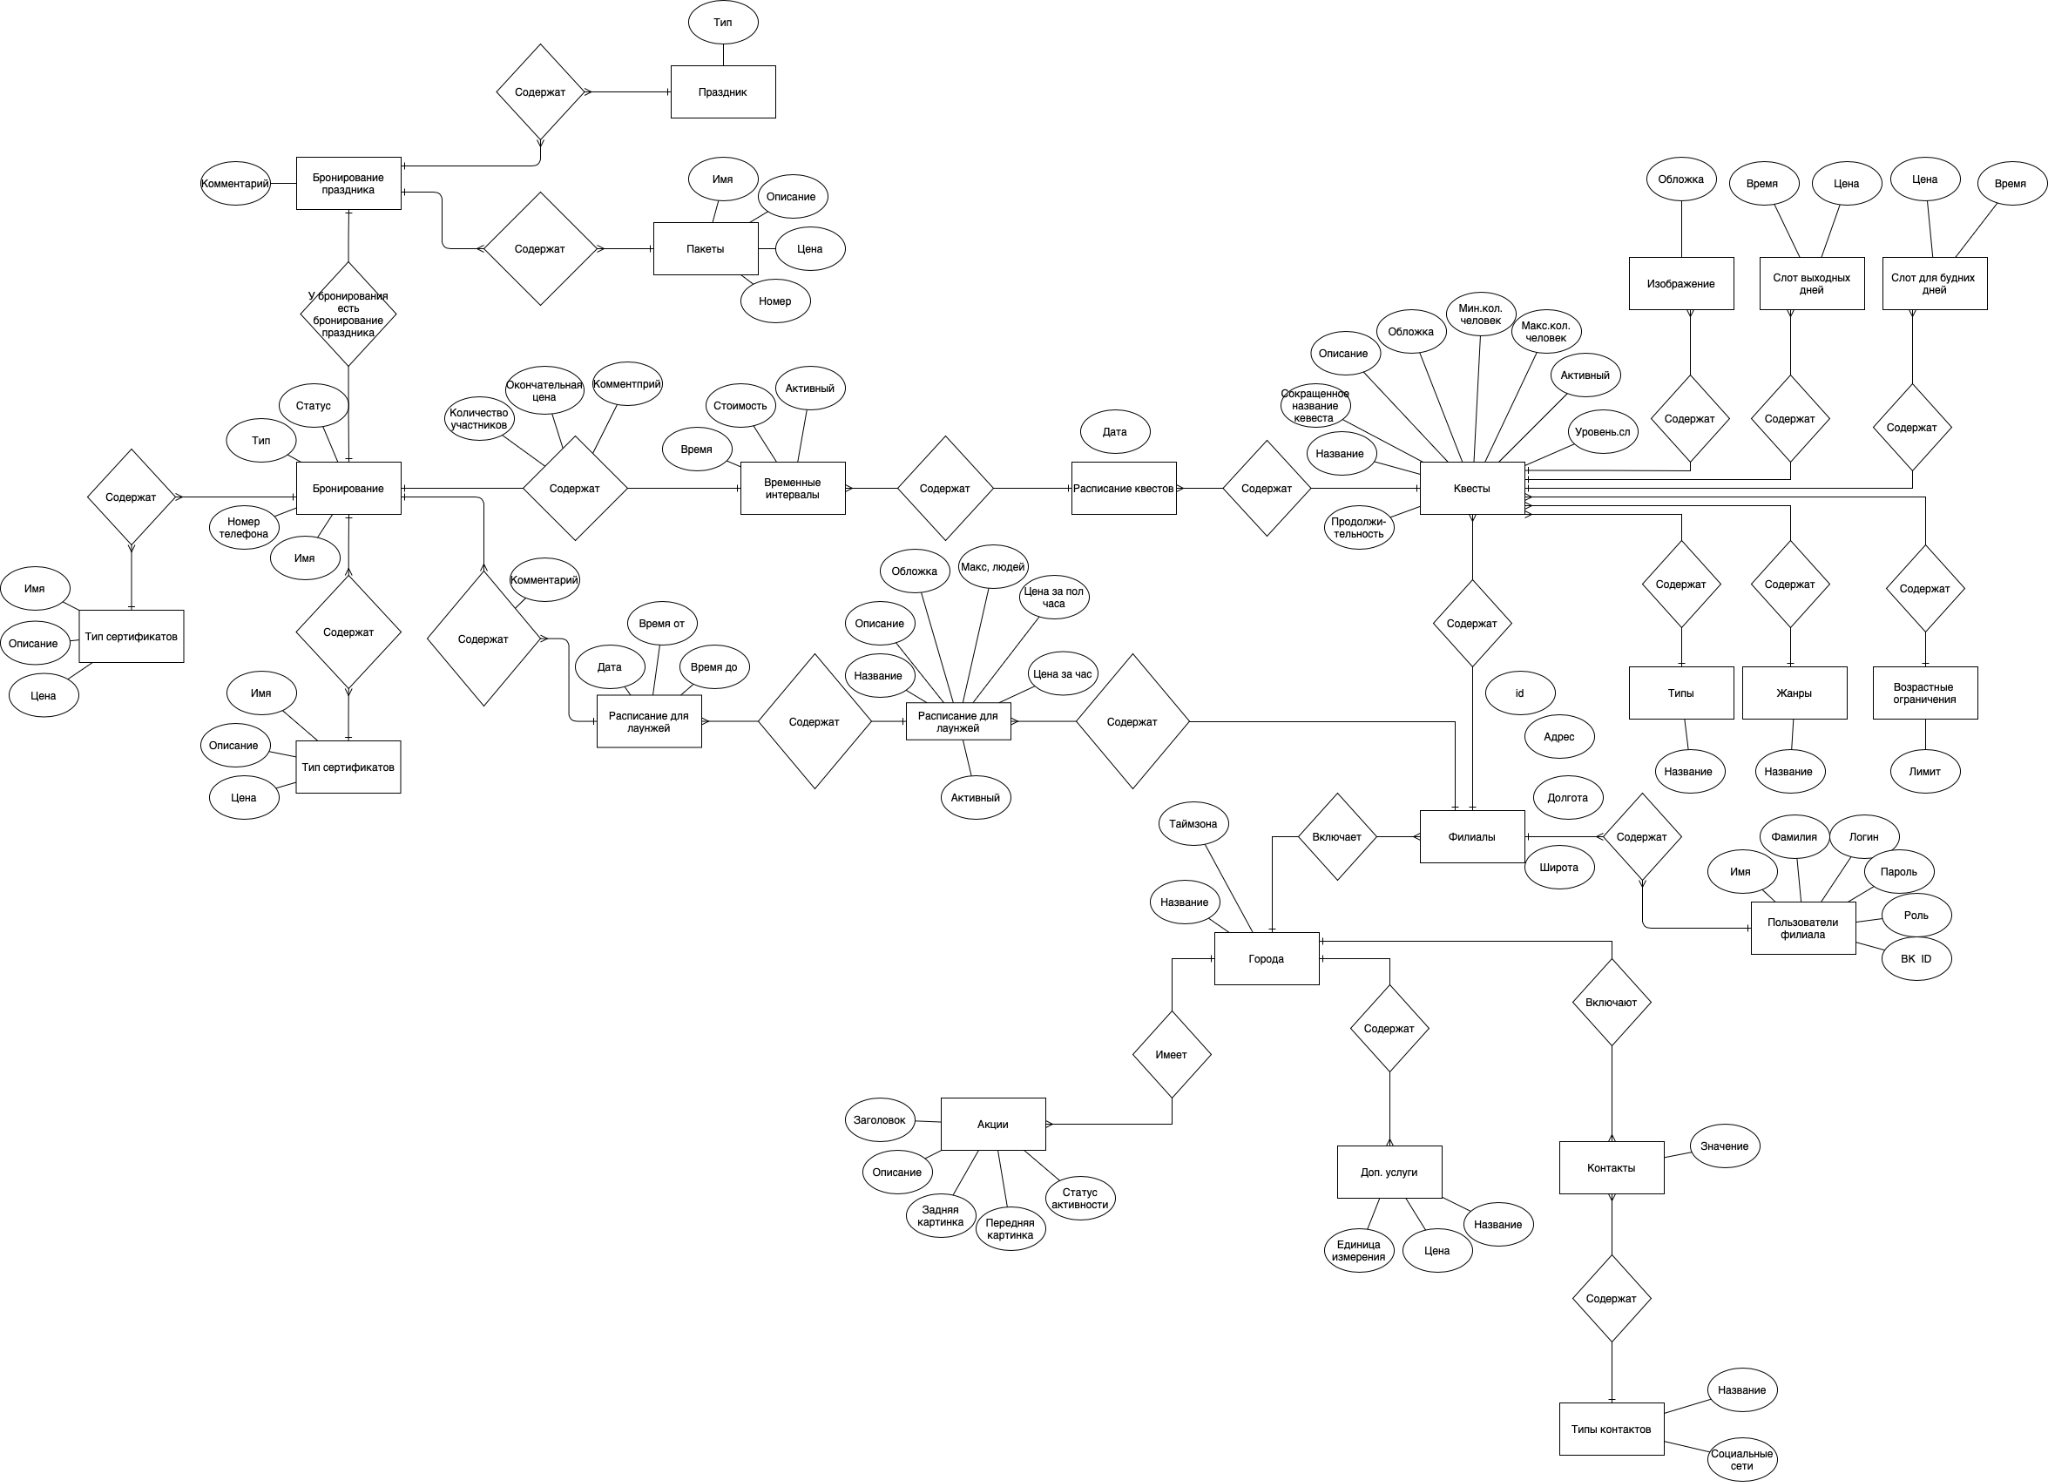 Тип
Содержат
Праздник
Комментарий
Бронирование
праздника
Имя
Описание
Содержат
Пакеты
Цена
Номер
У бронирования
есть
бронирование
праздника
Обложка
Время
Цена
Цена
Время
Изображение
Слот выходных
дней
Слот для будних
дней
Мин.кол.
человек
Обложка
Макс.кол.
человек
Описание
Активный
Сокращенное
название
кевеста
Уровень.сл
Название
Содержат
Содержат
Содержат
Статус
Тип
Окончательная
цена
Комментприй
Количество
участников
Активный
Стоимость
Время
Дата
Содержат
Бронирование
Содержат
Временные
интервалы
Содержат
Расписание квестов
Содержат
Квесты
Номер
телефона
Имя
Продолжи-
тельность
Имя
Описание
Цена
Тип сертификатов
Содержат
Содержат
Комментарий
Обложка
Макс, людей
Цена за пол
часа
Описание
Название
Цена за час
Время от
Дата
Время до
Содержат
Содержат
Содержат
Содержат
Имя
Описание
Цена
Тип сертификатов
Расписание для
лаунжей
Содержат
Расписание для
лаунжей
Содержат
Активный
id
Адрес
Долгота
Широта
Типы
Жанры
Возрастные
ограничения
Название
Название
Лимит
Таймзона
Включает
Филиалы
Содержат
Фамилия
Логин
Имя
Пароль
Роль
ВК  ID
Пользователи
филиала
Название
Города
Имеет
Содержат
Включают
Заголовок
Акции
Описание
Задняя
картинка
Передняя
картинка
Статус
активности
Доп. услуги
Единица
измерения
Цена
Название
Контакты
Значение
Содержат
Типы контактов
Название
Социальные
сети